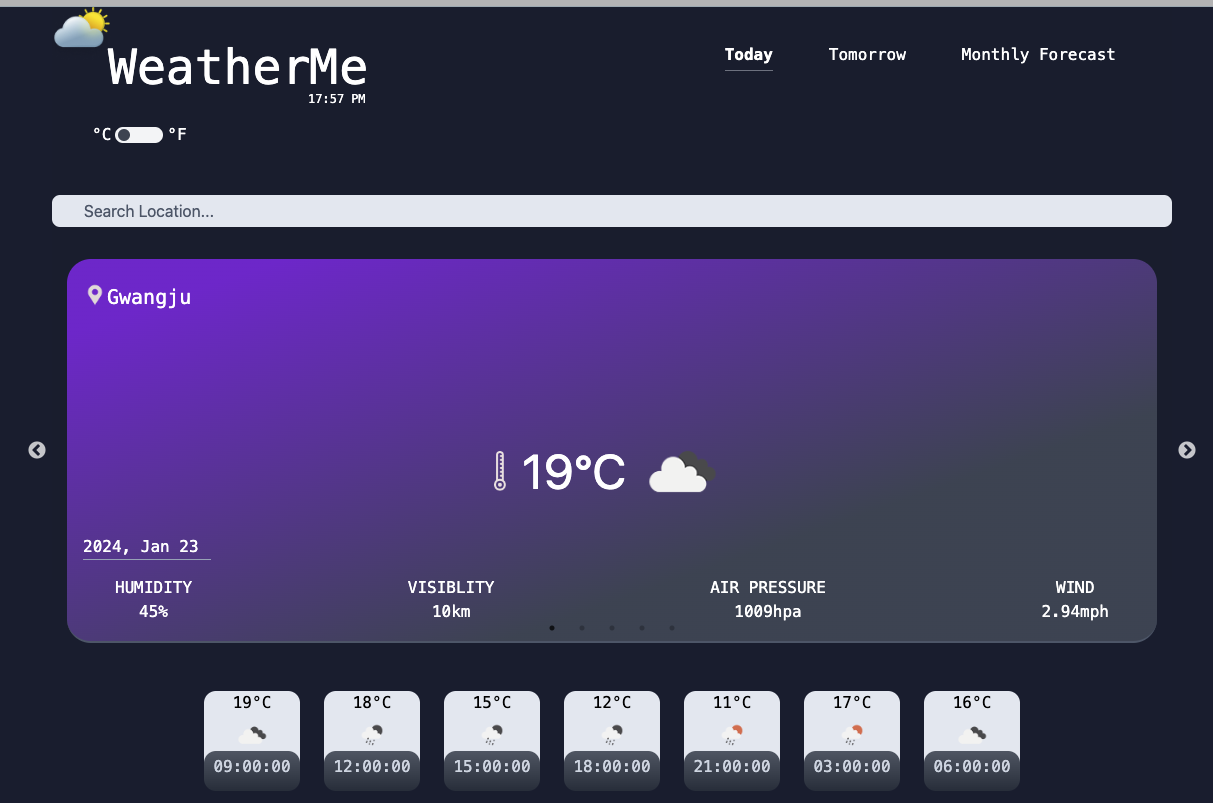 WeatherMe
17:57 PM
Today Tomorrow Monthly Forecast
°C °F
Search Location...
Gwangju
19°C
2024, Jan 23
HUMIDITY VISIBLITY AIR PRESSURE WIND
45% 10km 1009hpa 2.94mph
19°C 18°C 15°C 12°C 11°C 17°C 16°C
09:00:00 12:00:00 15:00:00 18:00:00 21:00:00 03:00:00 06:00:00